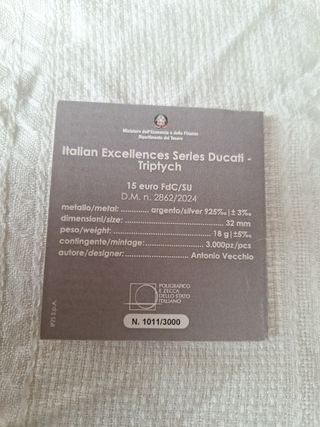 Ministero dell'Economia e delle Finanze
Dipartimento del Tesoro
Italian Excellences Series Ducati -
Triptych
15 euro FdC/SU
D.M. n. 2862/2024
metallo/metal: argento/silver 925‰|± 3‰
dimensioni/size: 32 mm
peso/weight: 18 g|±5‰
contingente/mintage: 3.000pz/pcs
autore/designer: Antonio Vecchio
POLIGRAFICO
E ZECCA
DELLO STATO
ITALIANO
N. 1011/3000
IPZS S.p.A.